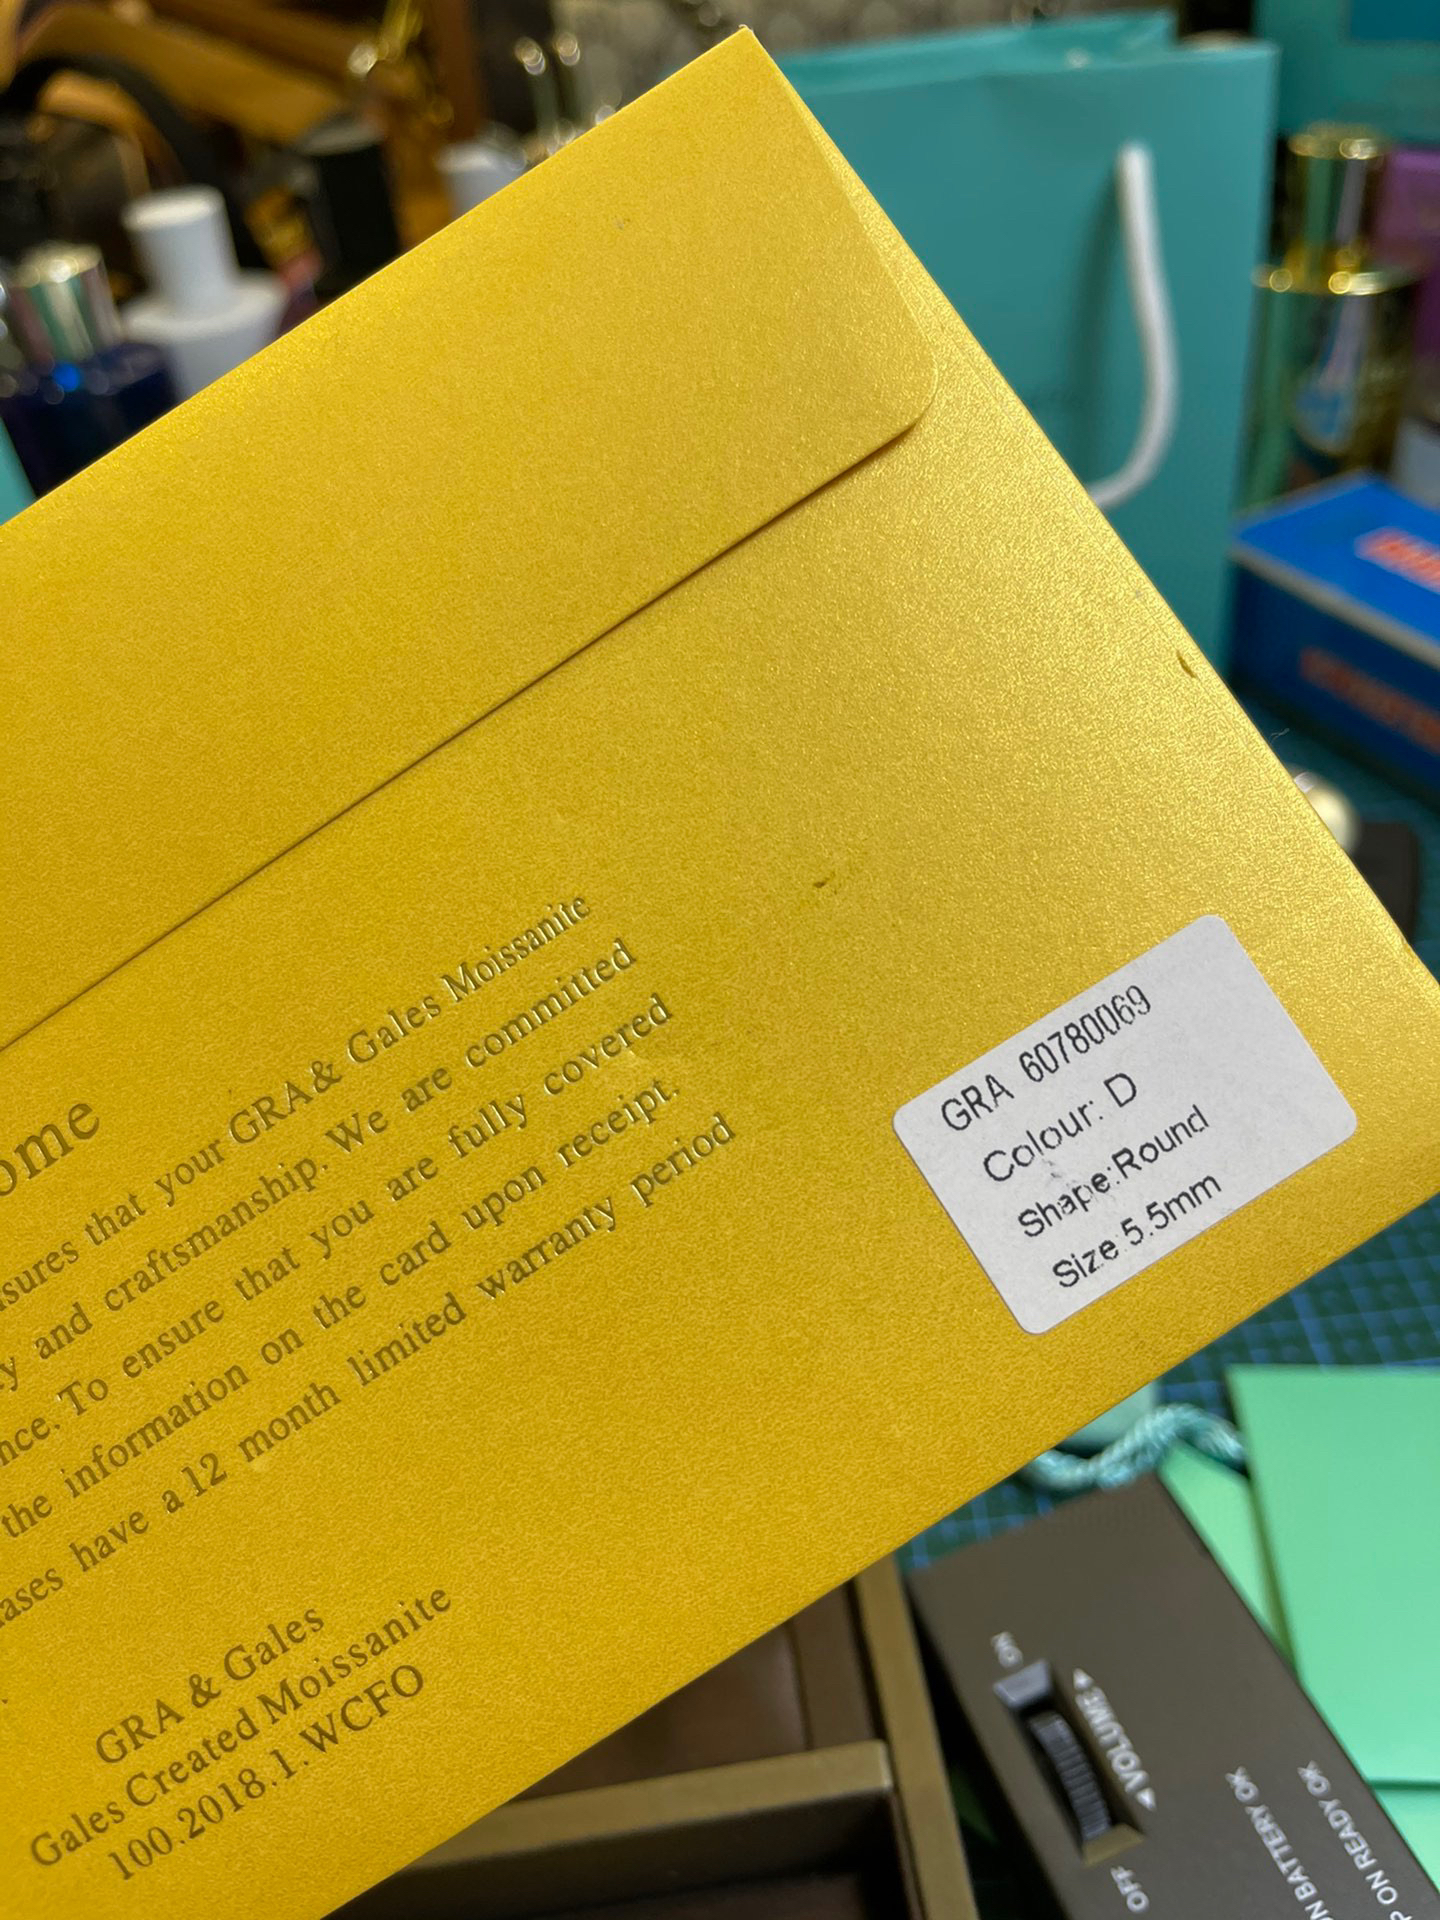 ome
sures that your GRA & Gales Moissanite
y and craftsmanship. We are committed
nce. To ensure that you are fully covered
the information on the card upon receipt.
ases have a 12 month limited warranty period
GRA & Gales
Gales Created Moissanite
100.2018.1.WCFO
GRA 60780069
Colour: D
Shape:Round
Size:5.5mm
ON
VOLUME
OFF
ON BATTERY OK
P ON READY OK